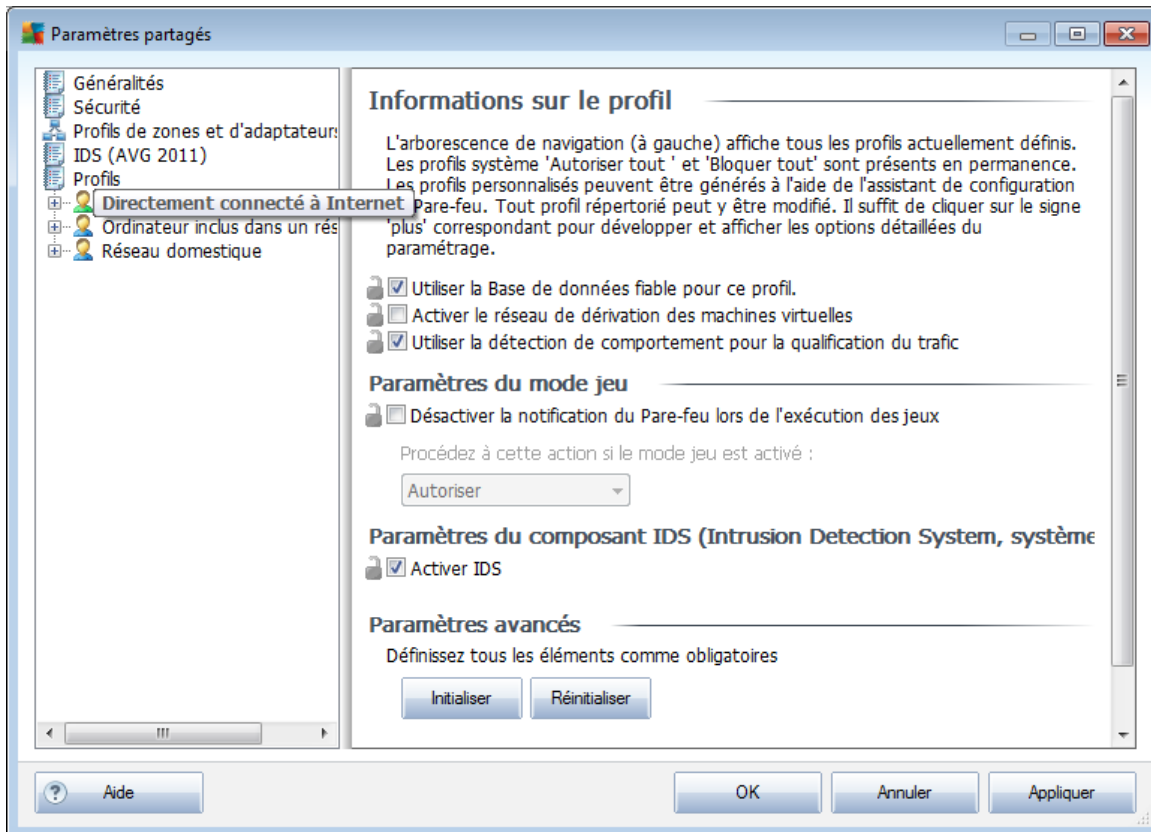 Paramètres partagés
Généralités
Sécurité
Profils de zones et d'adaptateurs
IDS (AVG 2011)
Profils
Directement connecté à Internet
Ordinateur inclus dans un rés
Réseau domestique
Informations sur le profil
L'arborescence de navigation (à gauche) affiche tous les profils actuellement définis.
Les profils système 'Autoriser tout ' et 'Bloquer tout' sont présents en permanence.
Les profils personnalisés peuvent être générés à l'aide de l'assistant de configuration
Pare-feu. Tout profil répertorié peut y être modifié. Il suffit de cliquer sur le signe
'plus' correspondant pour développer et afficher les options détaillées du
paramétrage.
Utiliser la Base de données fiable pour ce profil.
Activer le réseau de dérivation des machines virtuelles
Utiliser la détection de comportement pour la qualification du trafic
Paramètres du mode jeu
Désactiver la notification du Pare-feu lors de l'exécution des jeux
Procédez à cette action si le mode jeu est activé :
Autoriser
Paramètres du composant IDS (Intrusion Detection System, système
Activer IDS
Paramètres avancés
Définissez tous les éléments comme obligatoires
Initialiser
Réinitialiser
Aide
OK
Annuler
Appliquer